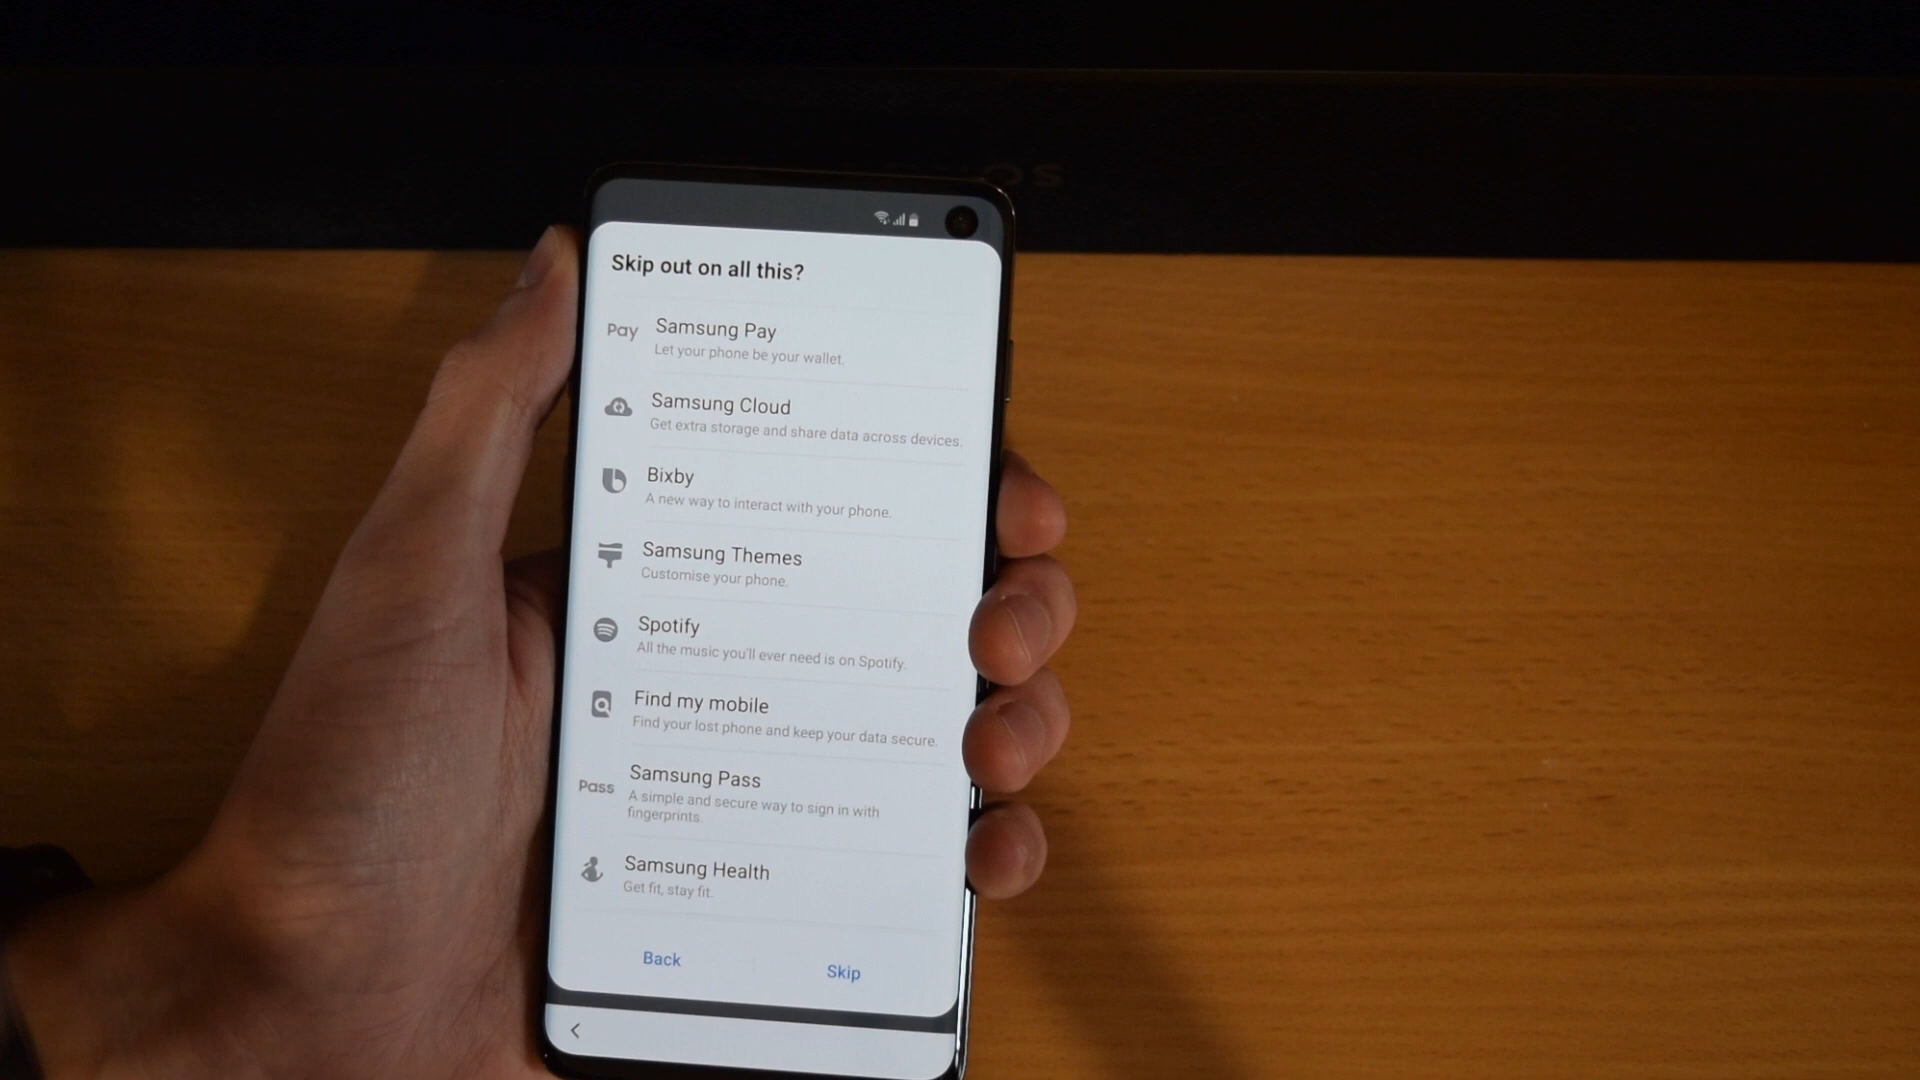 Skip out on all this?
Pay
Samsung Pay
Let your phone be your wallet.
Samsung Cloud
Get extra storage and share data across devices.
Bixby
A new way to interact with your phone.
Samsung Themes
Customise your phone.
Spotify
All the music you'll ever need is on Spotify.
Find my mobile
Find your lost phone and keep your data secure.
Pass
Samsung Pass
A simple and secure way to sign in with
fingerprints.
Samsung Health
Get fit, stay fit.
Back
Skip